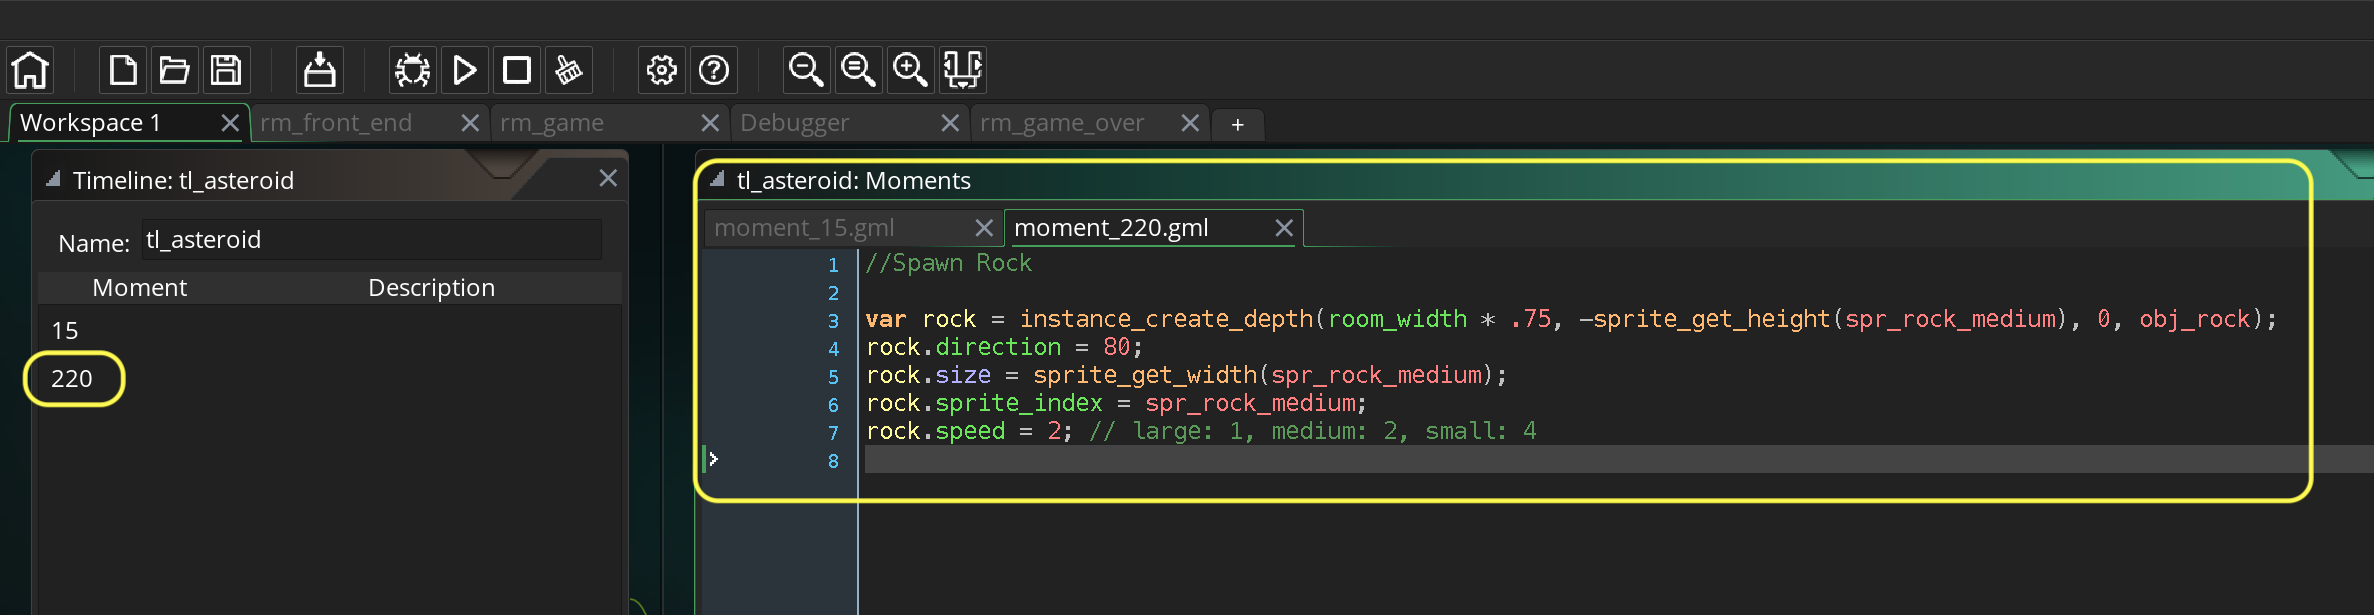 Workspace 1 rm_front_end rm_game Debugger rm_game_over +
Timeline: tl_asteroid
Name: tl_asteroid
Moment Description
15
220
tl_asteroid: Moments
moment_15.gml moment_220.gml
1 //Spawn Rock
2
3 var rock = instance_create_depth(room_width * .75, -sprite_get_height(spr_rock_medium), 0, obj_rock);
4 rock.direction = 80;
5 rock.size = sprite_get_width(spr_rock_medium);
6 rock.sprite_index = spr_rock_medium;
7 rock.speed = 2; // large: 1, medium: 2, small: 4
8